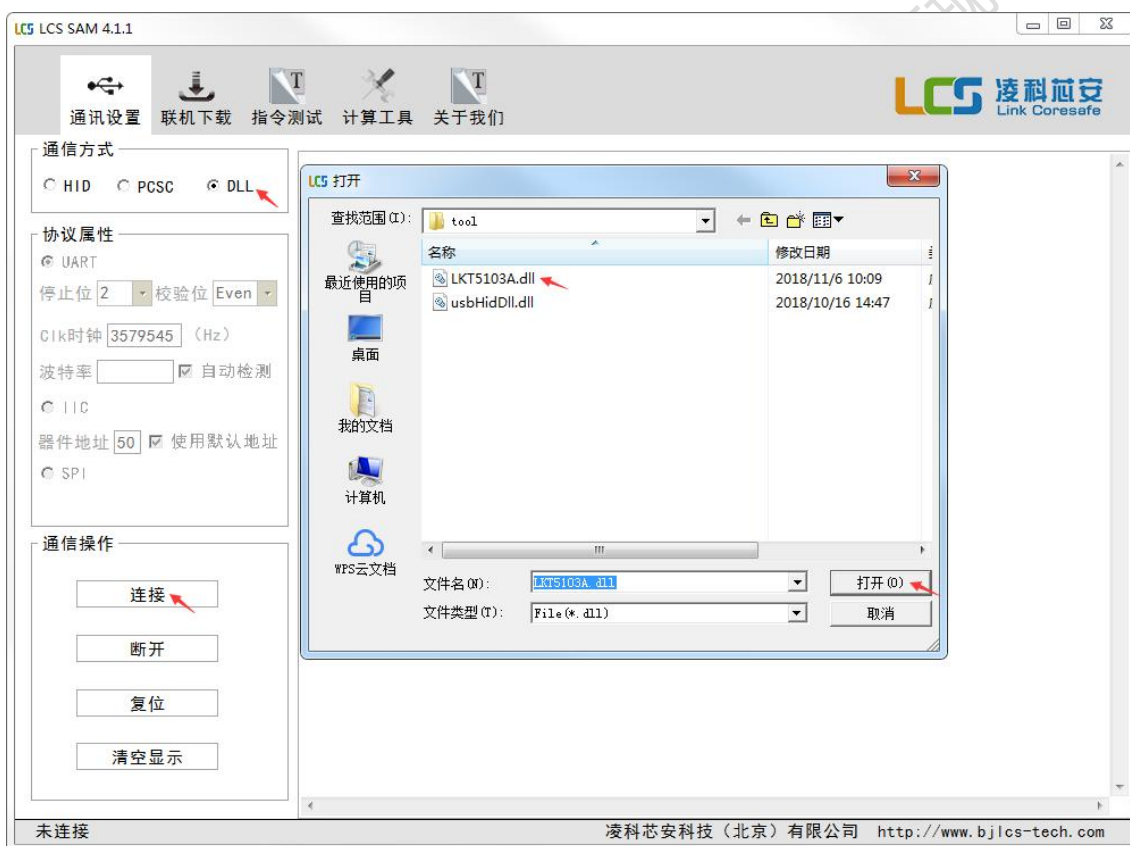 LCS LCS SAM 4.1.1
通讯设置 联机下载 指令测试 计算工具 关于我们
LCS 凌科芯安
Link Coresafe
通信方式
HID PCSC DLL
协议属性
UART
停止位 2 校验位 Even
Clk时钟 3579545 (Hz)
波特率 自动检测
IIC
器件地址 50 使用默认地址
SPI
通信操作
连接
断开
复位
清空显示
LCS 打开
查找范围(I): tool
最近使用的项目
桌面
我的文档
计算机
WPS云文档
名称 修改日期
LKT5103A.dll 2018/11/6 10:09
usbHidDll.dll 2018/10/16 14:47
文件名(N): LKT5103A.dll 打开(O)
文件类型(T): File(*.dll) 取消
未连接 凌科芯安科技（北京）有限公司 http://www.bjlcs-tech.com